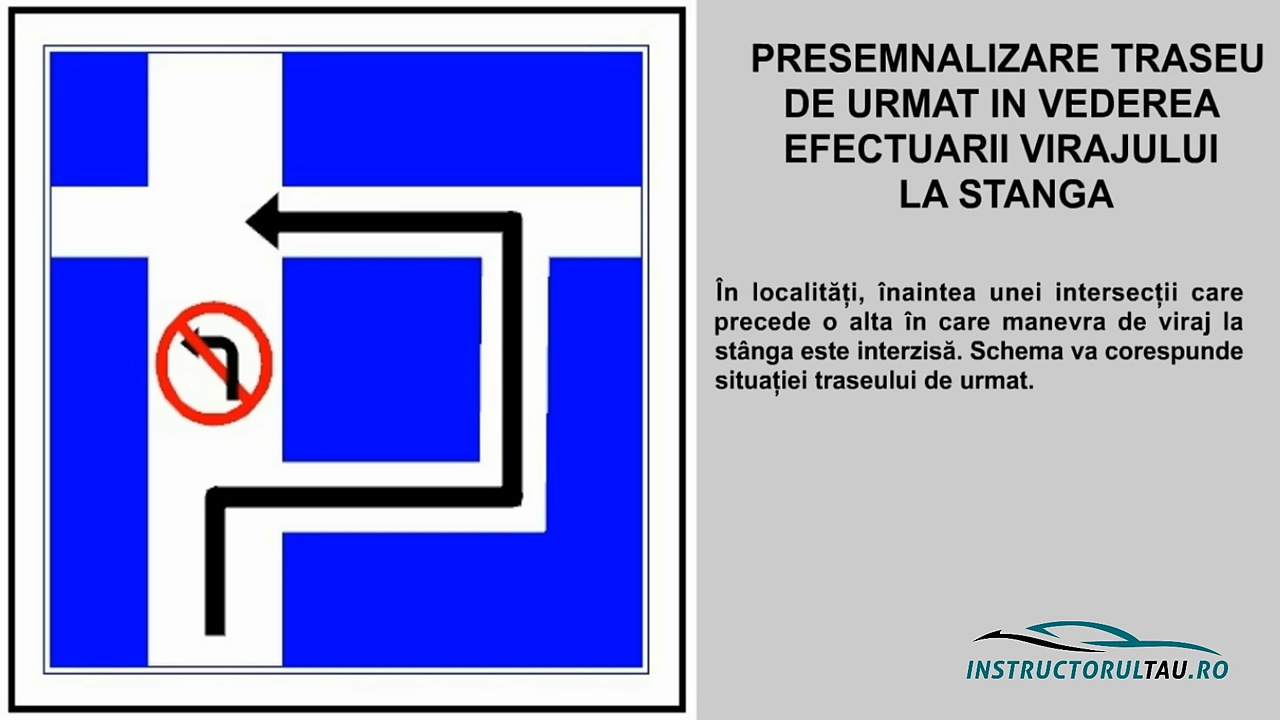 PRESEMNALIZARE TRASEU
DE URMAT IN VEDEREA
EFECTUARII VIRAJULUI
LA STANGA
În localități, înaintea unei intersecții care
precede o alta în care manevra de viraj la
stânga este interzisă. Schema va corespunde
situației traseului de urmat.
INSTRUCTORULTAU.RO